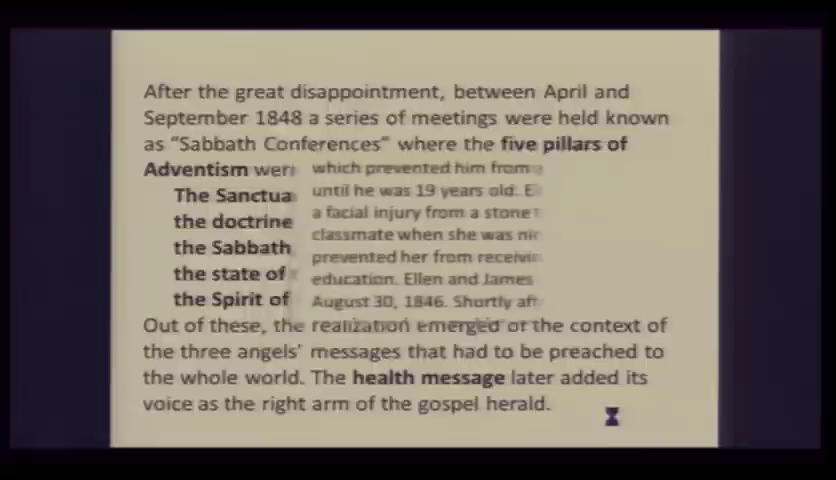 After the great disappointment, between April and
September 1848 a series of meetings were held known
as “Sabbath Conferences” where the five pillars of
Adventism
which prevented him from
until he was 19 years old.
a facial injury from a stone
classmate when she was
prevented her from
education. Ellen and James
August 30, 1846. Shortly
The
the doctrine
the Sabbath
the state of
the Spirit of
Out of these, the realization emerged of the context of
the three angels’ messages that had to be preached to
the whole world. The health message later added its
voice as the right arm of the gospel herald.